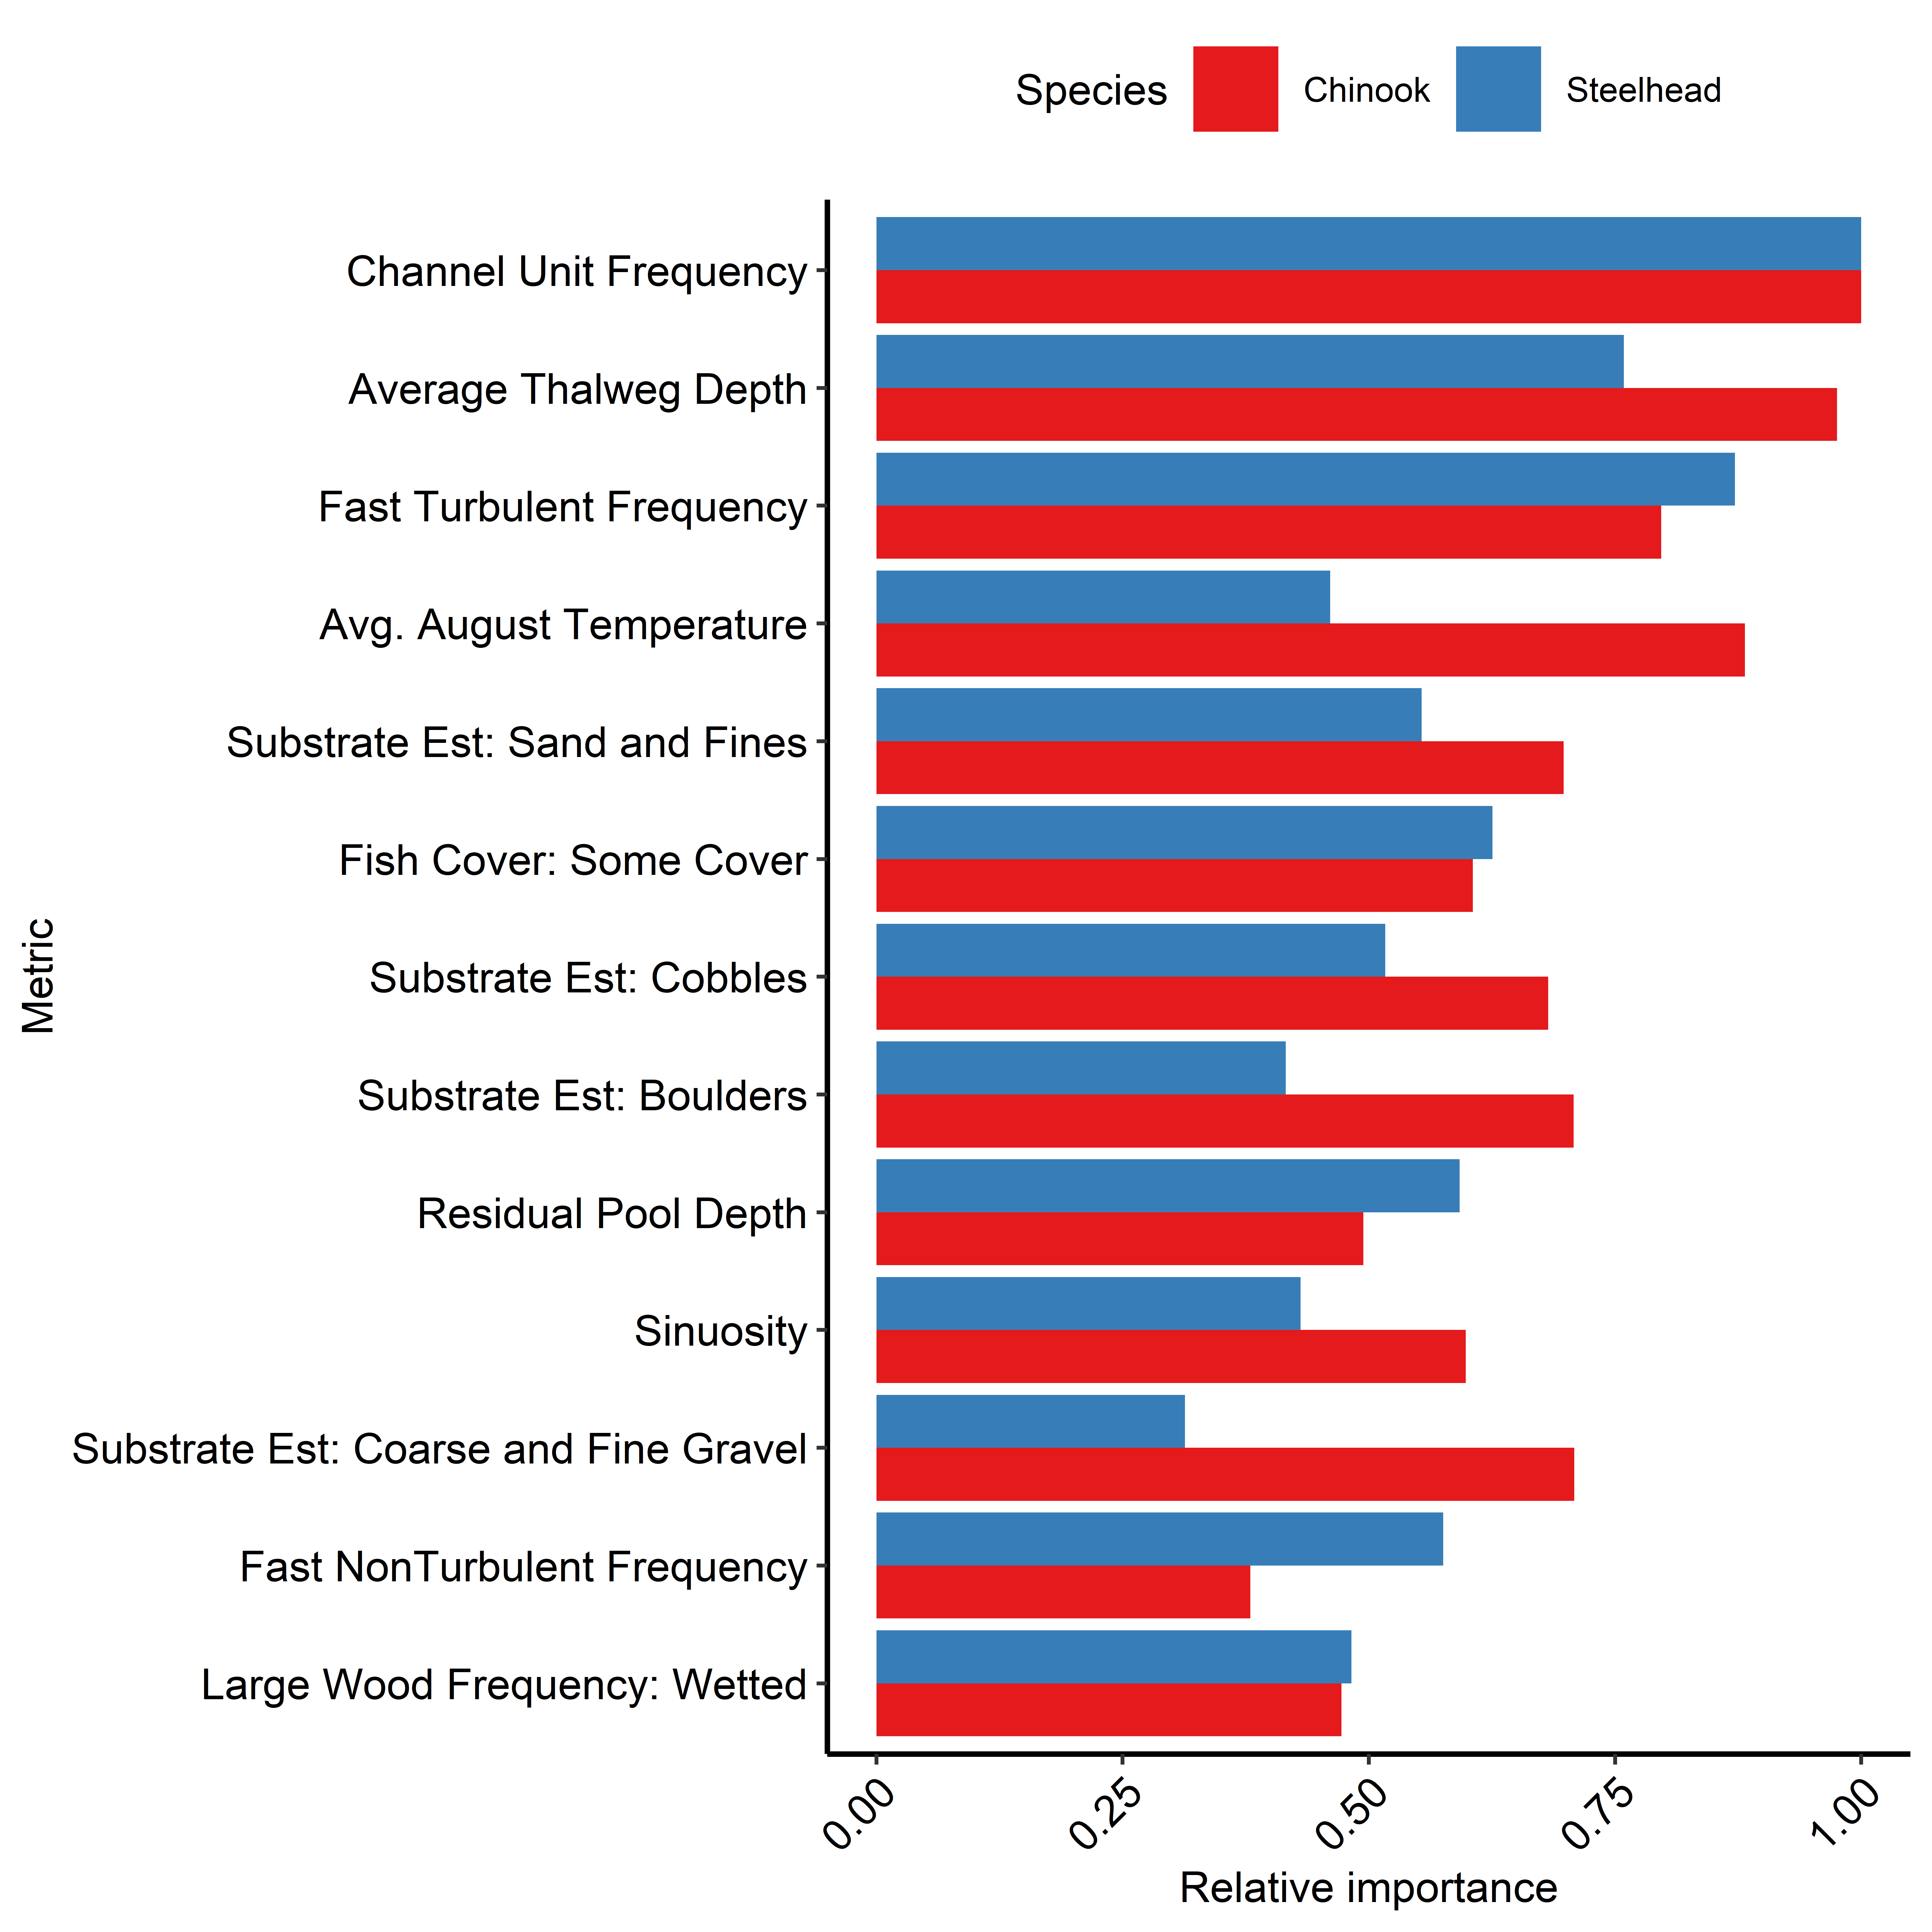 Species Chinook Steelhead
Channel Unit Frequency
Average Thalweg Depth
Fast Turbulent Frequency
Avg. August Temperature
Substrate Est: Sand and Fines
Fish Cover: Some Cover
Substrate Est: Cobbles
Substrate Est: Boulders
Residual Pool Depth
Sinuosity
Substrate Est: Coarse and Fine Gravel
Fast NonTurbulent Frequency
Large Wood Frequency: Wetted
Metric
0.00 0.25 0.50 0.75 1.00
Relative importance